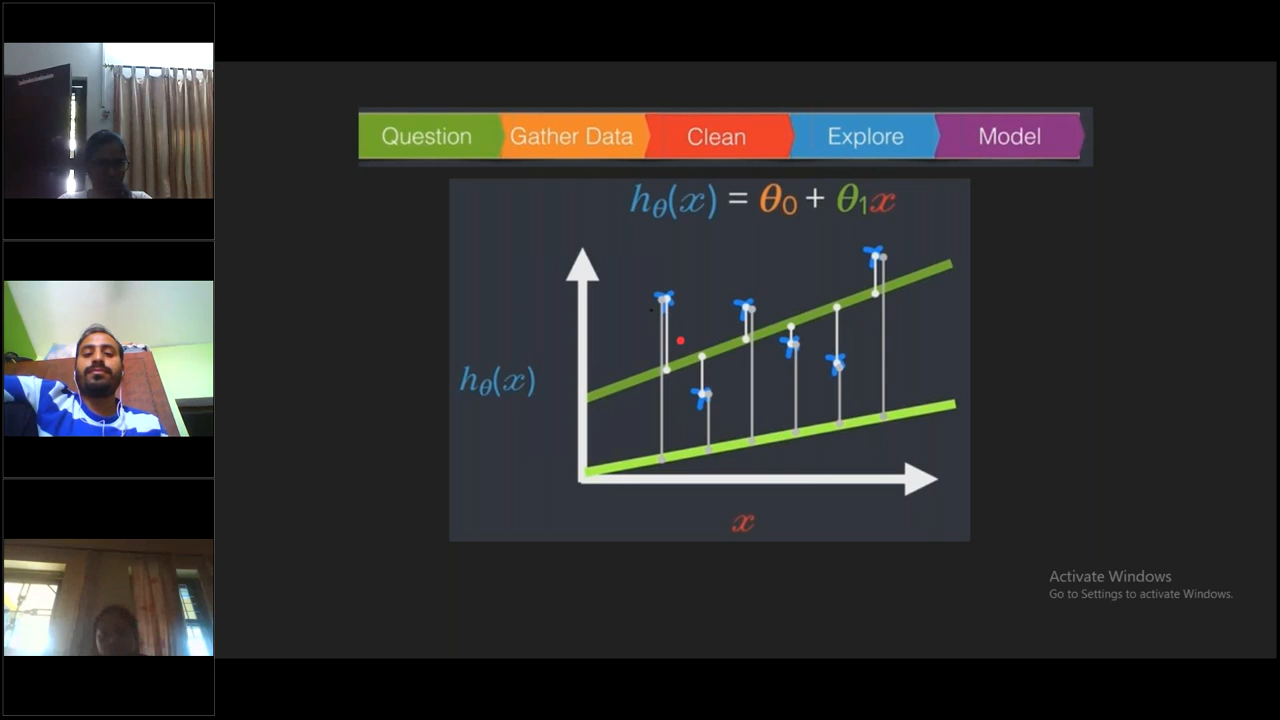 Question Gather Data Clean Explore Model
hθ(x) = θ0 + θ1x
hθ(x)
x
Activate Windows
Go to Settings to activate Windows.